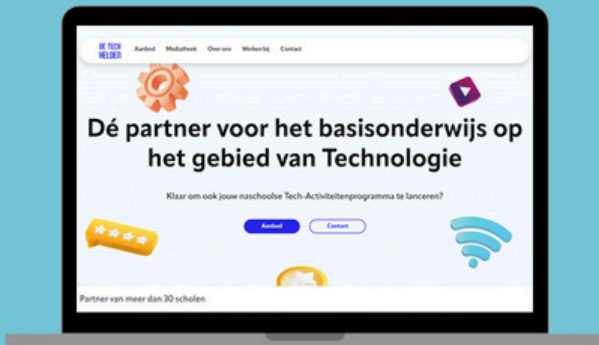 DE TECH
HELDEN
Aanbod Mediatheek Over ons Werken bij Contact
Dé partner voor het basisonderwijs op
het gebied van Technologie
Klaar om ook jouw naschoolse Tech-Activiteitenprogramma te lanceren?
Aanbod Contact
Partner van meer dan 30 scholen